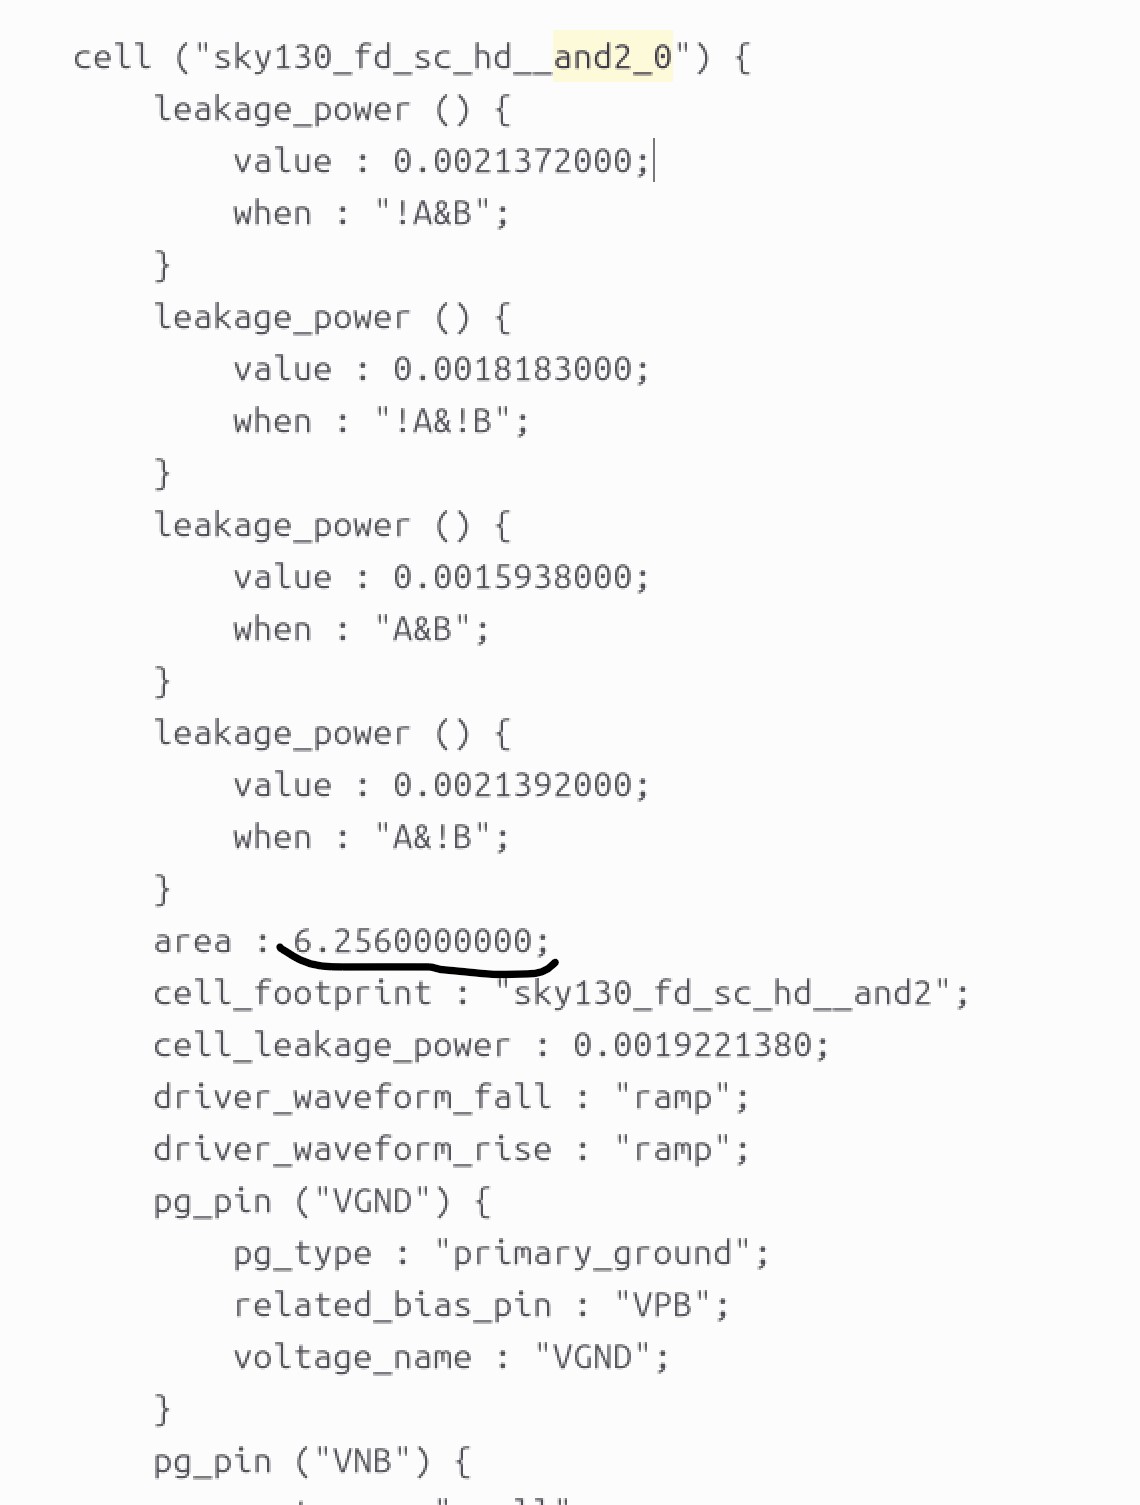 cell ("sky130_fd_sc_hd__and2_0") {
leakage_power () {
value : 0.0021372000;
when : "!A&B";
}
leakage_power () {
value : 0.0018183000;
when : "!A&!B";
}
leakage_power () {
value : 0.0015938000;
when : "A&B";
}
leakage_power () {
value : 0.0021392000;
when : "A&!B";
}
area : 6.2560000000;
cell_footprint : "sky130_fd_sc_hd__and2";
cell_leakage_power : 0.0019221380;
driver_waveform_fall : "ramp";
driver_waveform_rise : "ramp";
pg_pin ("VGND") {
pg_type : "primary_ground";
related_bias_pin : "VPB";
voltage_name : "VGND";
}
pg_pin ("VNB") {